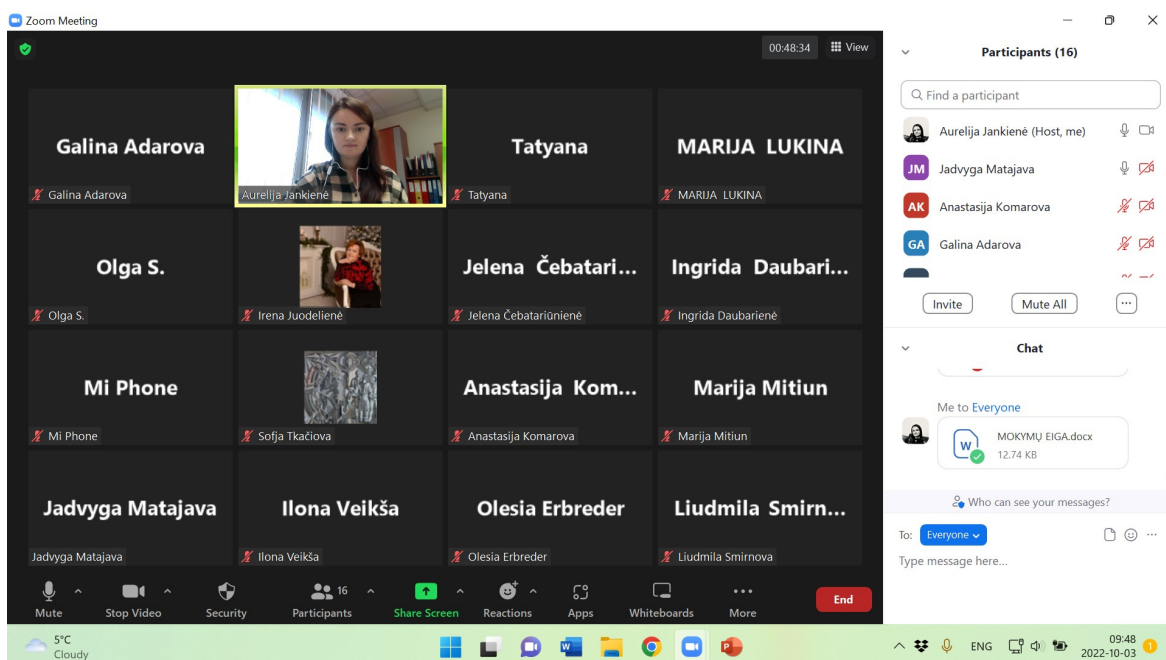 Zoom Meeting
00:48:34 View
Galina Adarova
Galina Adarova
Aurelija Jankienė
Tatyana
Tatyana
MARIJA LUKINA
MARIJA LUKINA
Olga S.
Olga S.
Irena Juodelienė
Jelena Čebatari...
Jelena Čebatariūnienė
Ingrida Daubari...
Ingrida Daubarienė
Mi Phone
Mi Phone
Sofja Tkačiova
Anastasija Kom...
Anastasija Komarova
Marija Mitiun
Marija Mitiun
Jadvyga Matajava
Jadvyga Matajava
Ilona Veikša
Ilona Veikša
Olesia Erbreder
Olesia Erbreder
Liudmila Smirn...
Liudmila Smirnova
Mute
Stop Video
Security
16
Participants
Share Screen
Reactions
Apps
Whiteboards
More
End
Participants (16)
Find a participant
Aurelija Jankienė (Host, me)
JM Jadvyga Matajava
AK Anastasija Komarova
GA Galina Adarova
Invite
Mute All
Chat
Me to Everyone
W
MOKYMŲ EIGA.docx
12.74 KB
Who can see your messages?
To: Everyone
Type message here...
5°C
Cloudy
ENG
09:48
2022-10-03
1